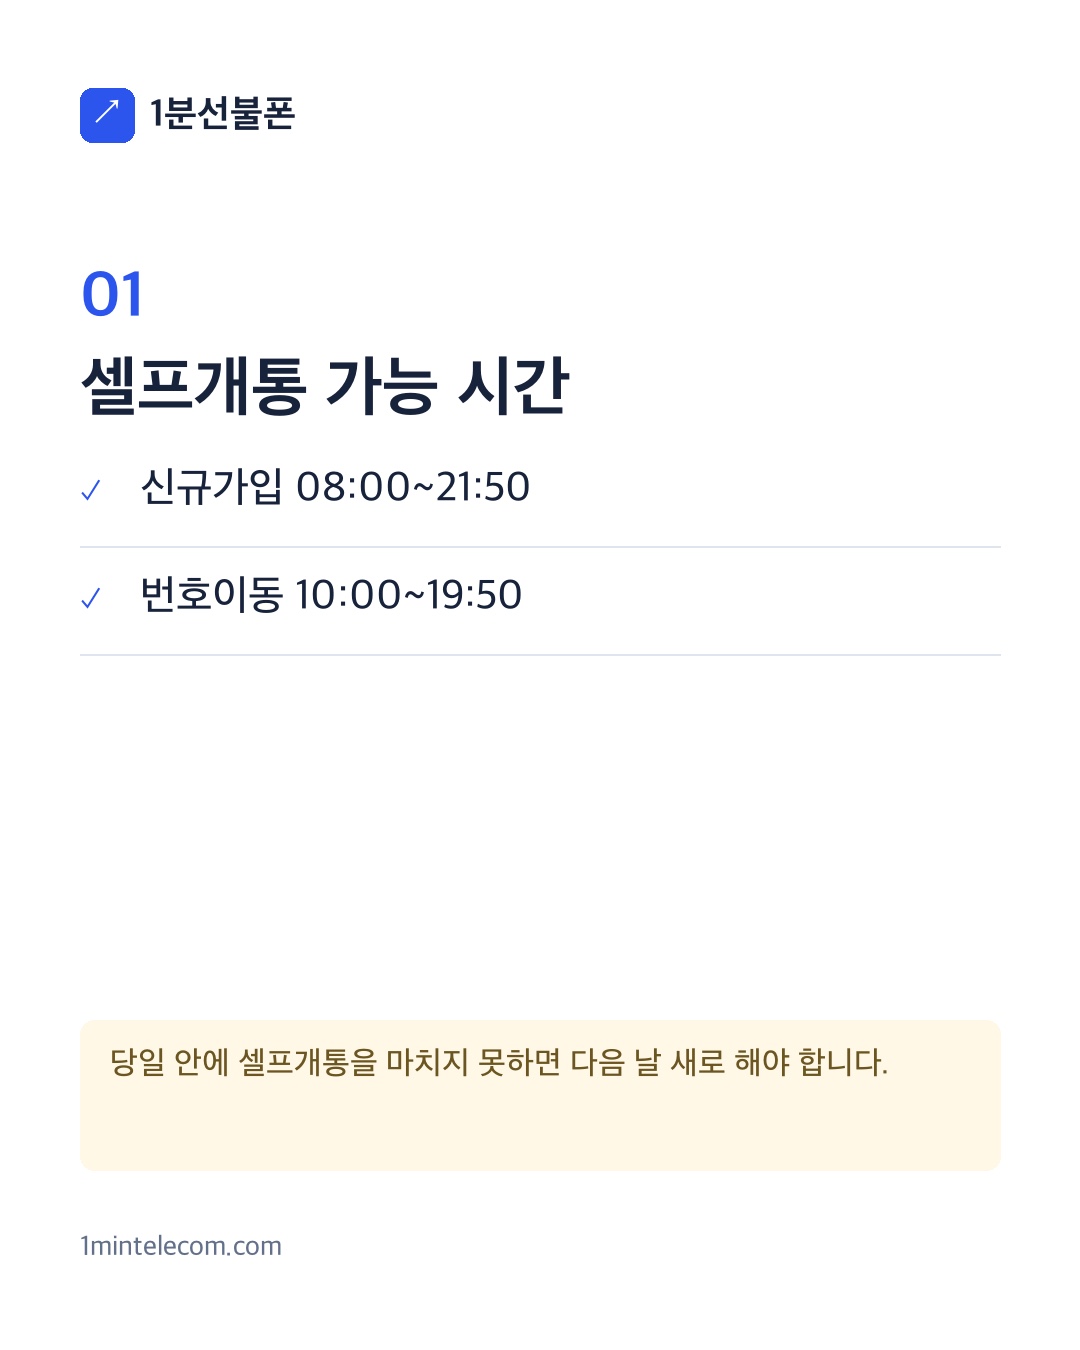 1분선불폰
01
셀프개통 가능 시간
✓ 신규가입 08:00~21:50
✓ 번호이동 10:00~19:50
당일 안에 셀프개통을 마치지 못하면 다음 날 새로 해야 합니다.
1mintelecom.com